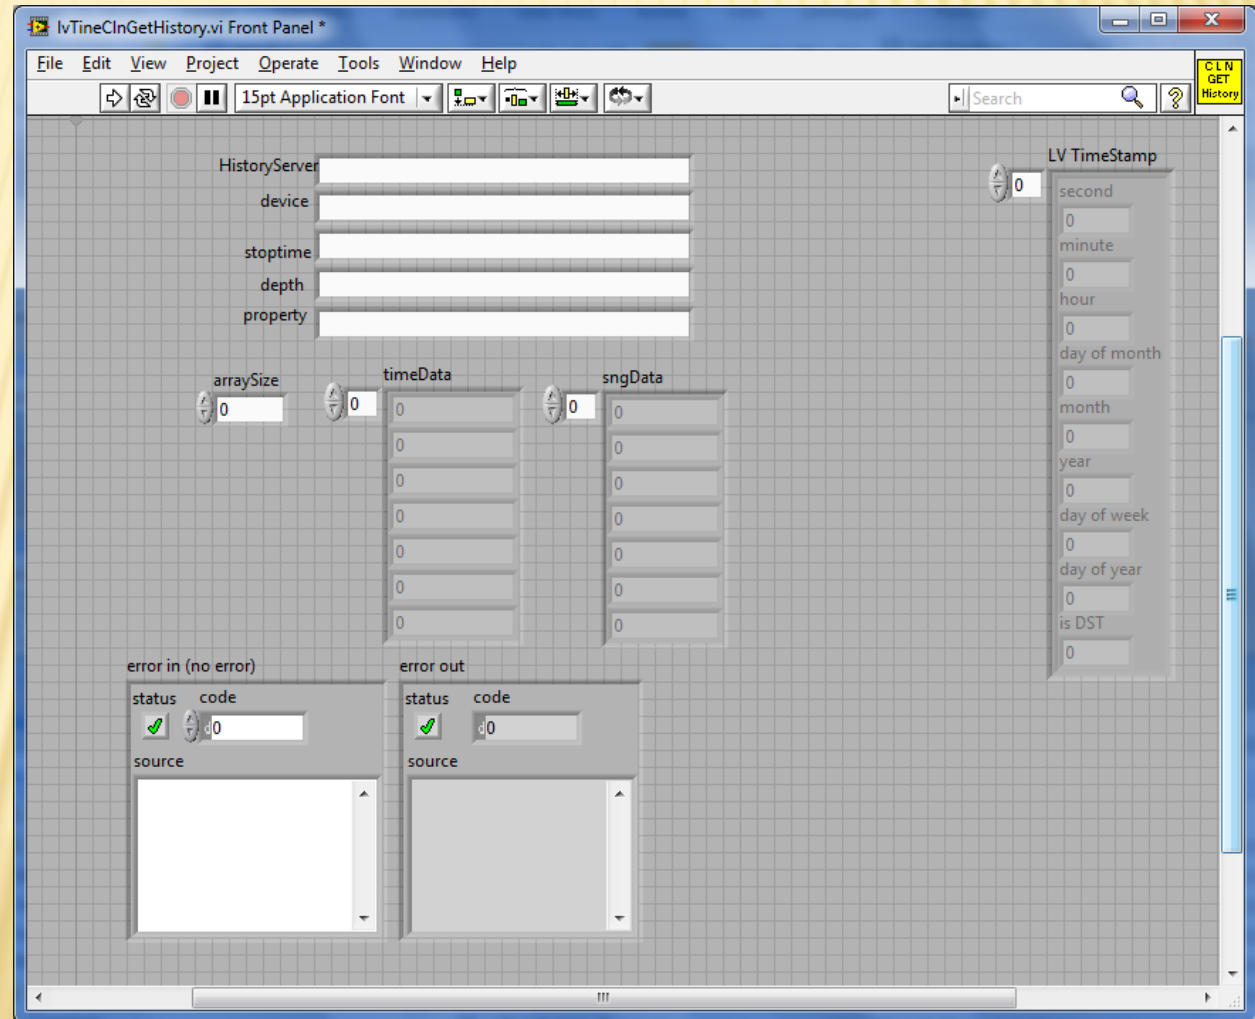 lvTineClnGetHistory.vi Front Panel *
File Edit View Project Operate Tools Window Help
15pt Application Font
Search
CLN
GET
History
HistoryServer
device
stoptime
depth
property
arraySize
0
timeData
0
0
0
0
0
0
0
0
sngData
0
0
0
0
0
0
0
0
LV TimeStamp
0
second
0
minute
0
hour
0
day of month
0
month
0
year
0
day of week
0
day of year
0
is DST
0
error in (no error)
status code
d0
source
error out
status code
d0
source